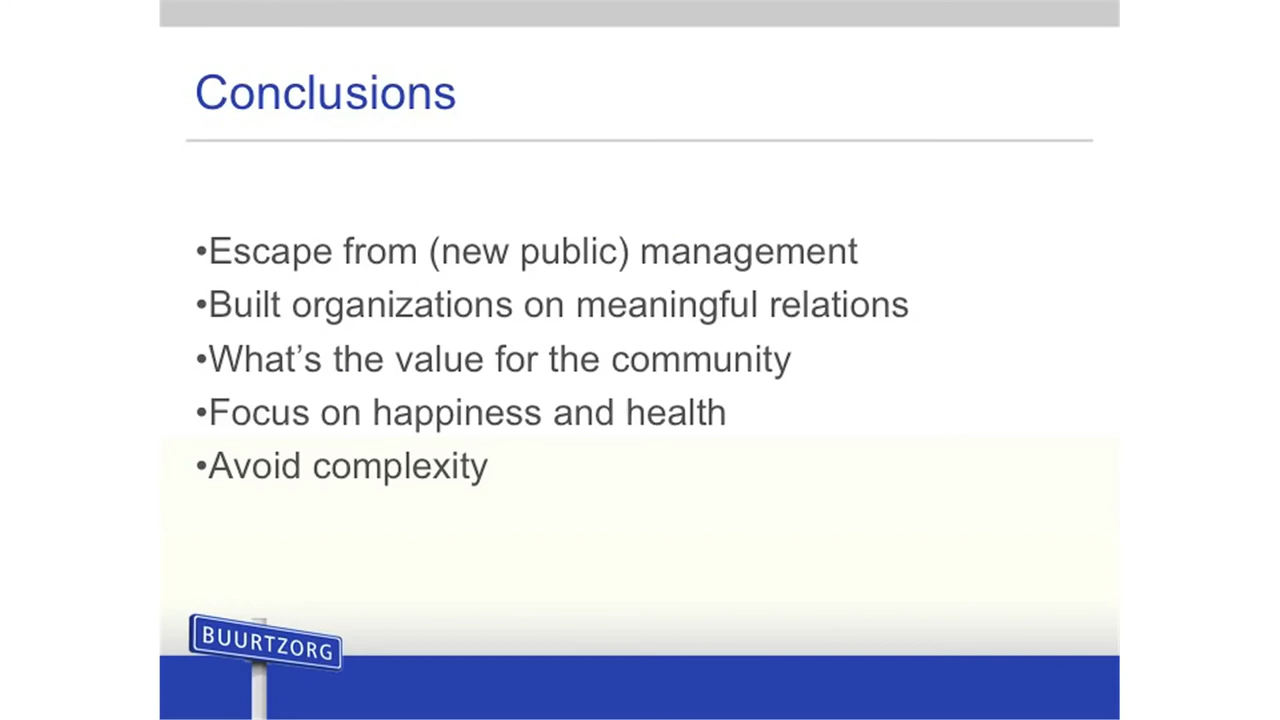 Conclusions
•Escape from (new public) management
•Built organizations on meaningful relations
•What’s the value for the community
•Focus on happiness and health
•Avoid complexity
BUURTZORG